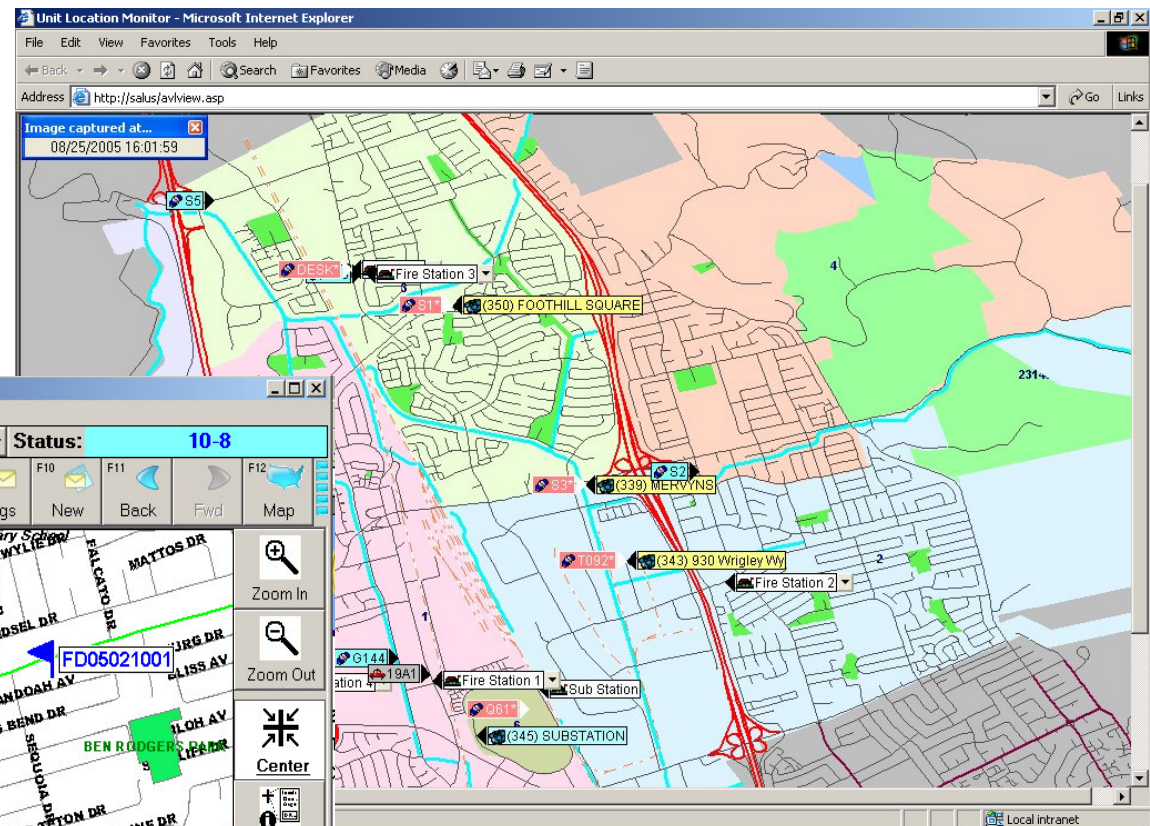 Unit Location Monitor - Microsoft Internet Explorer
File Edit View Favorites Tools Help
Back Search Favorites Media
Address http://salus/avlview.asp Go Links
Image captured at...
08/25/2005 16:01:59
S5
DESK*
Fire Station 3
S1*
(350) FOOTHILL SQUARE
4
2314
S2
S3*
(339) MERVYNS
T092*
(343) 930 Wrigley Wy
2
Fire Station 2
1
G144
19A1
Fire Station 1
Sub Station
Q61*
6
(345) SUBSTATION
Status: 10-8
F10 F11 F12
New Back Fwd Map
MATTOS DR
FALCATO DR
Zoom In
FD05021001
Zoom Out
BEN RODGERS PARK
Center
SEQUOIA DR
Local intranet